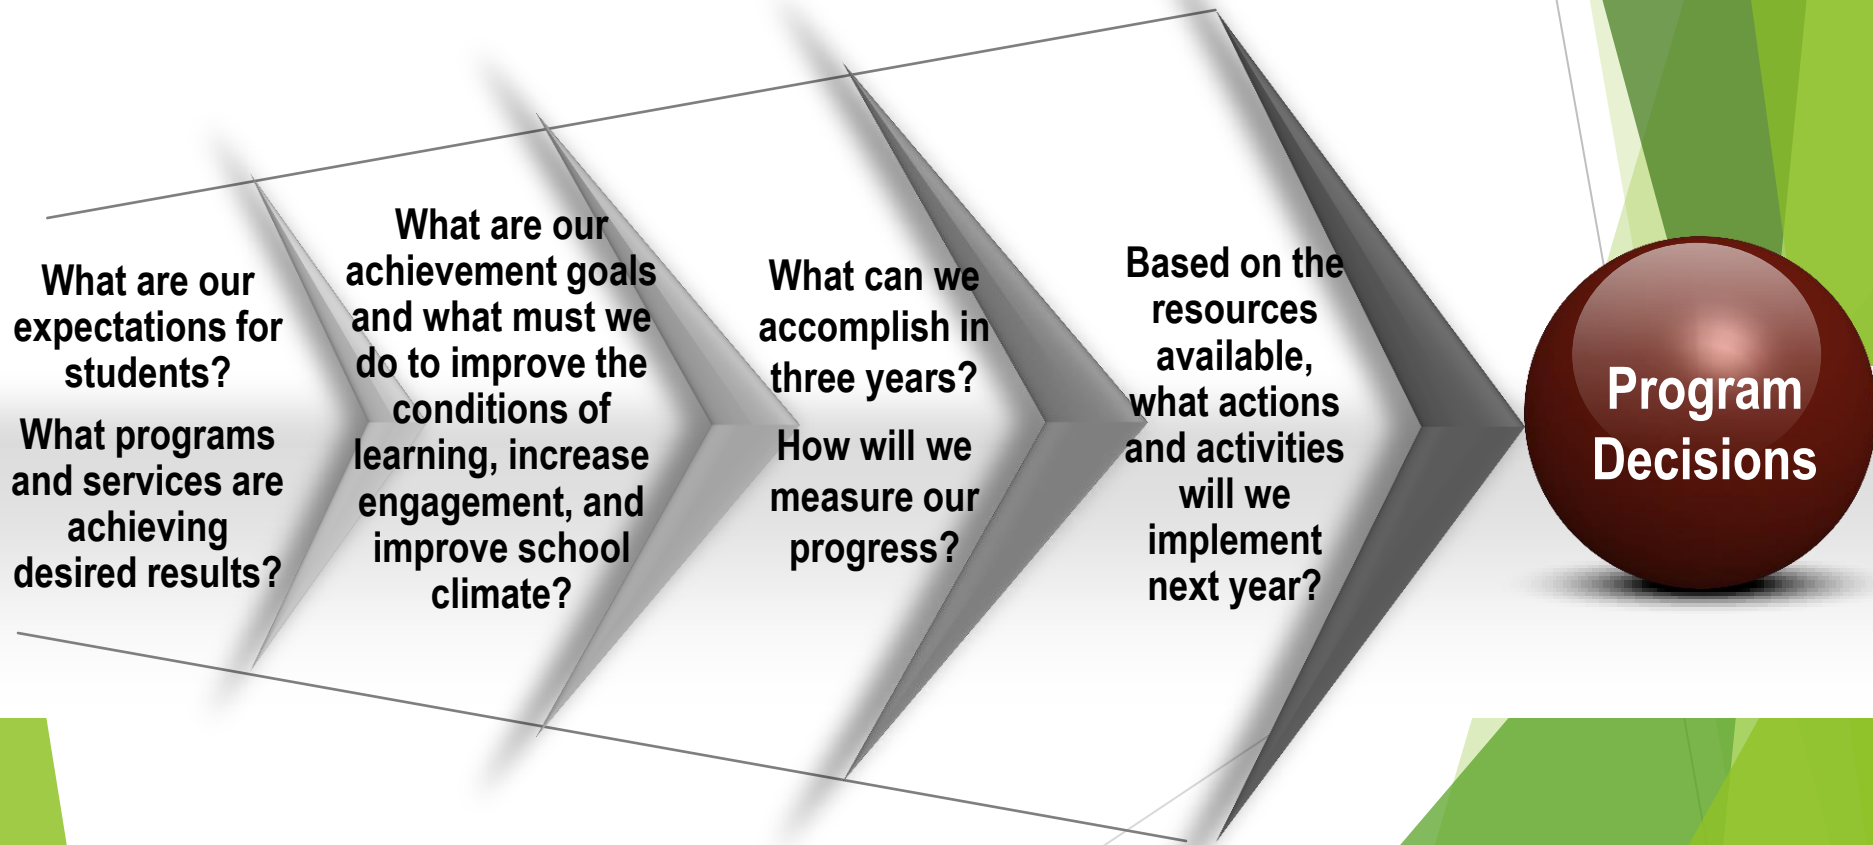 What are our
expectations for
students?
What programs
and services are
achieving
desired results?
What are our
achievement goals
and what must we
do to improve the
conditions of
learning, increase
engagement, and
improve school
climate?
What can we
accomplish in
three years?
How will we
measure our
progress?
Based on the
resources
available,
what actions
and activities
will we
implement
next year?
Program
Decisions